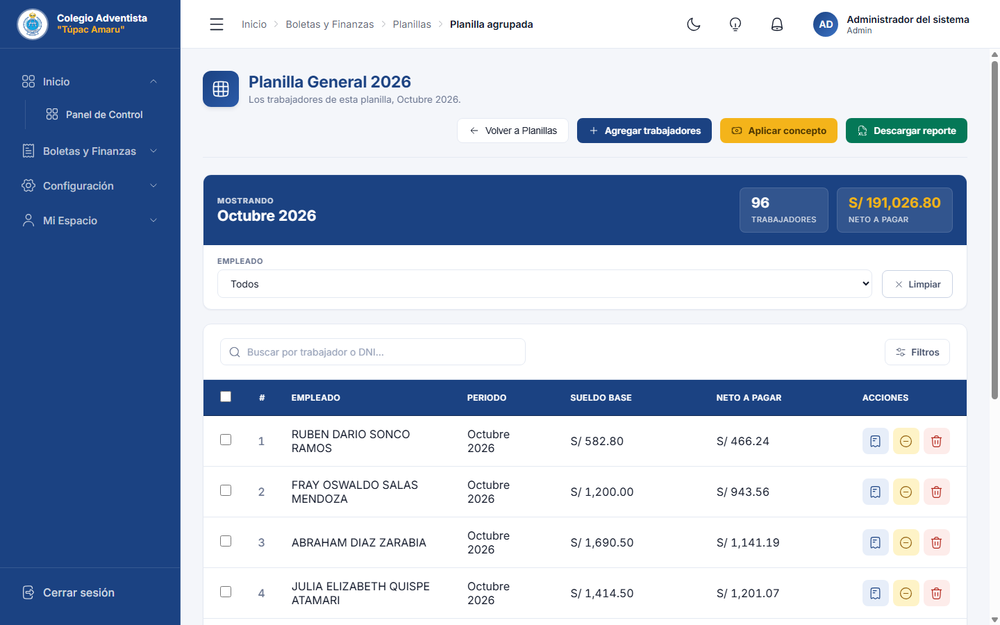 Colegio Adventista
"Túpac Amaru"
Inicio
Panel de Control
Boletas y Finanzas
Configuración
Mi Espacio
Cerrar sesión
Inicio > Boletas y Finanzas > Planillas > Planilla agrupada
AD
Administrador del sistema
Admin
Planilla General 2026
Los trabajadores de esta planilla, Octubre 2026.
Volver a Planillas
Agregar trabajadores
Aplicar concepto
XLS
Descargar reporte
MOSTRANDO
Octubre 2026
96
TRABAJADORES
S/ 191,026.80
NETO A PAGAR
EMPLEADO
Todos
Limpiar
Buscar por trabajador o DNI...
Filtros
# EMPLEADO PERIODO SUELDO BASE NETO A PAGAR ACCIONES
1 RUBEN DARIO SONCO RAMOS Octubre 2026 S/ 582.80 S/ 466.24
2 FRAY OSWALDO SALAS MENDOZA Octubre 2026 S/ 1,200.00 S/ 943.56
3 ABRAHAM DIAZ ZARABIA Octubre 2026 S/ 1,690.50 S/ 1,141.19
4 JULIA ELIZABETH QUISPE ATAMARI Octubre 2026 S/ 1,414.50 S/ 1,201.07